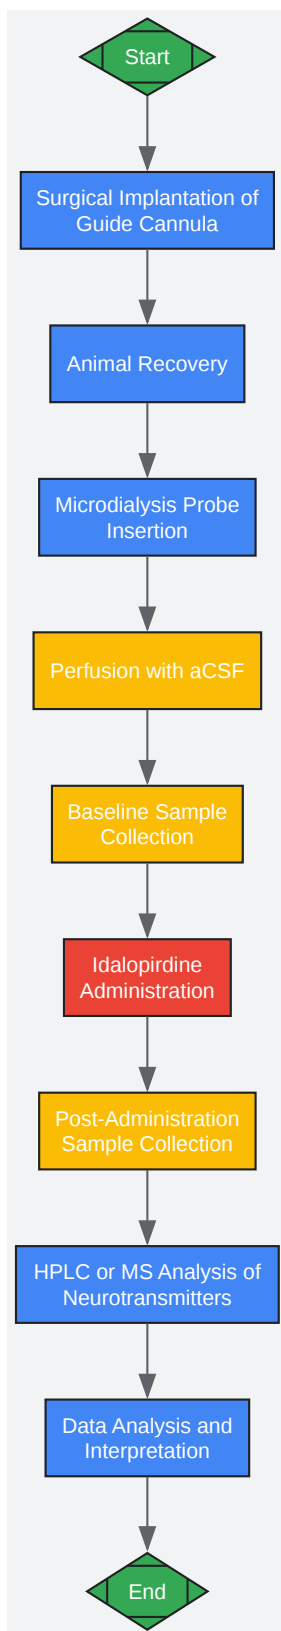 Start
Surgical Implantation of
Guide Cannula
Animal Recovery
Microdialysis Probe
Insertion
Perfusion with aCSF
Baseline Sample
Collection
Idalopirdine
Administration
Post-Administration
Sample Collection
HPLC or MS Analysis of
Neurotransmitters
Data Analysis and
Interpretation
End